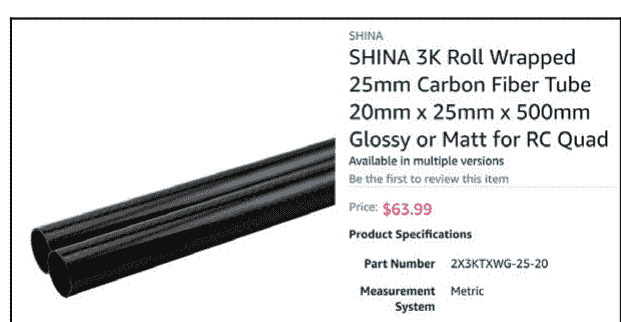 SHINA
SHINA 3K Roll Wrapped
25mm Carbon Fiber Tube
20mm x 25mm x 500mm
Glossy or Matt for RC Quad
Available in multiple versions
Be the first to review this item
Price: $63.99
Product Specifications
Part Number 2X3KTXWG-25-20
Measurement Metric
System